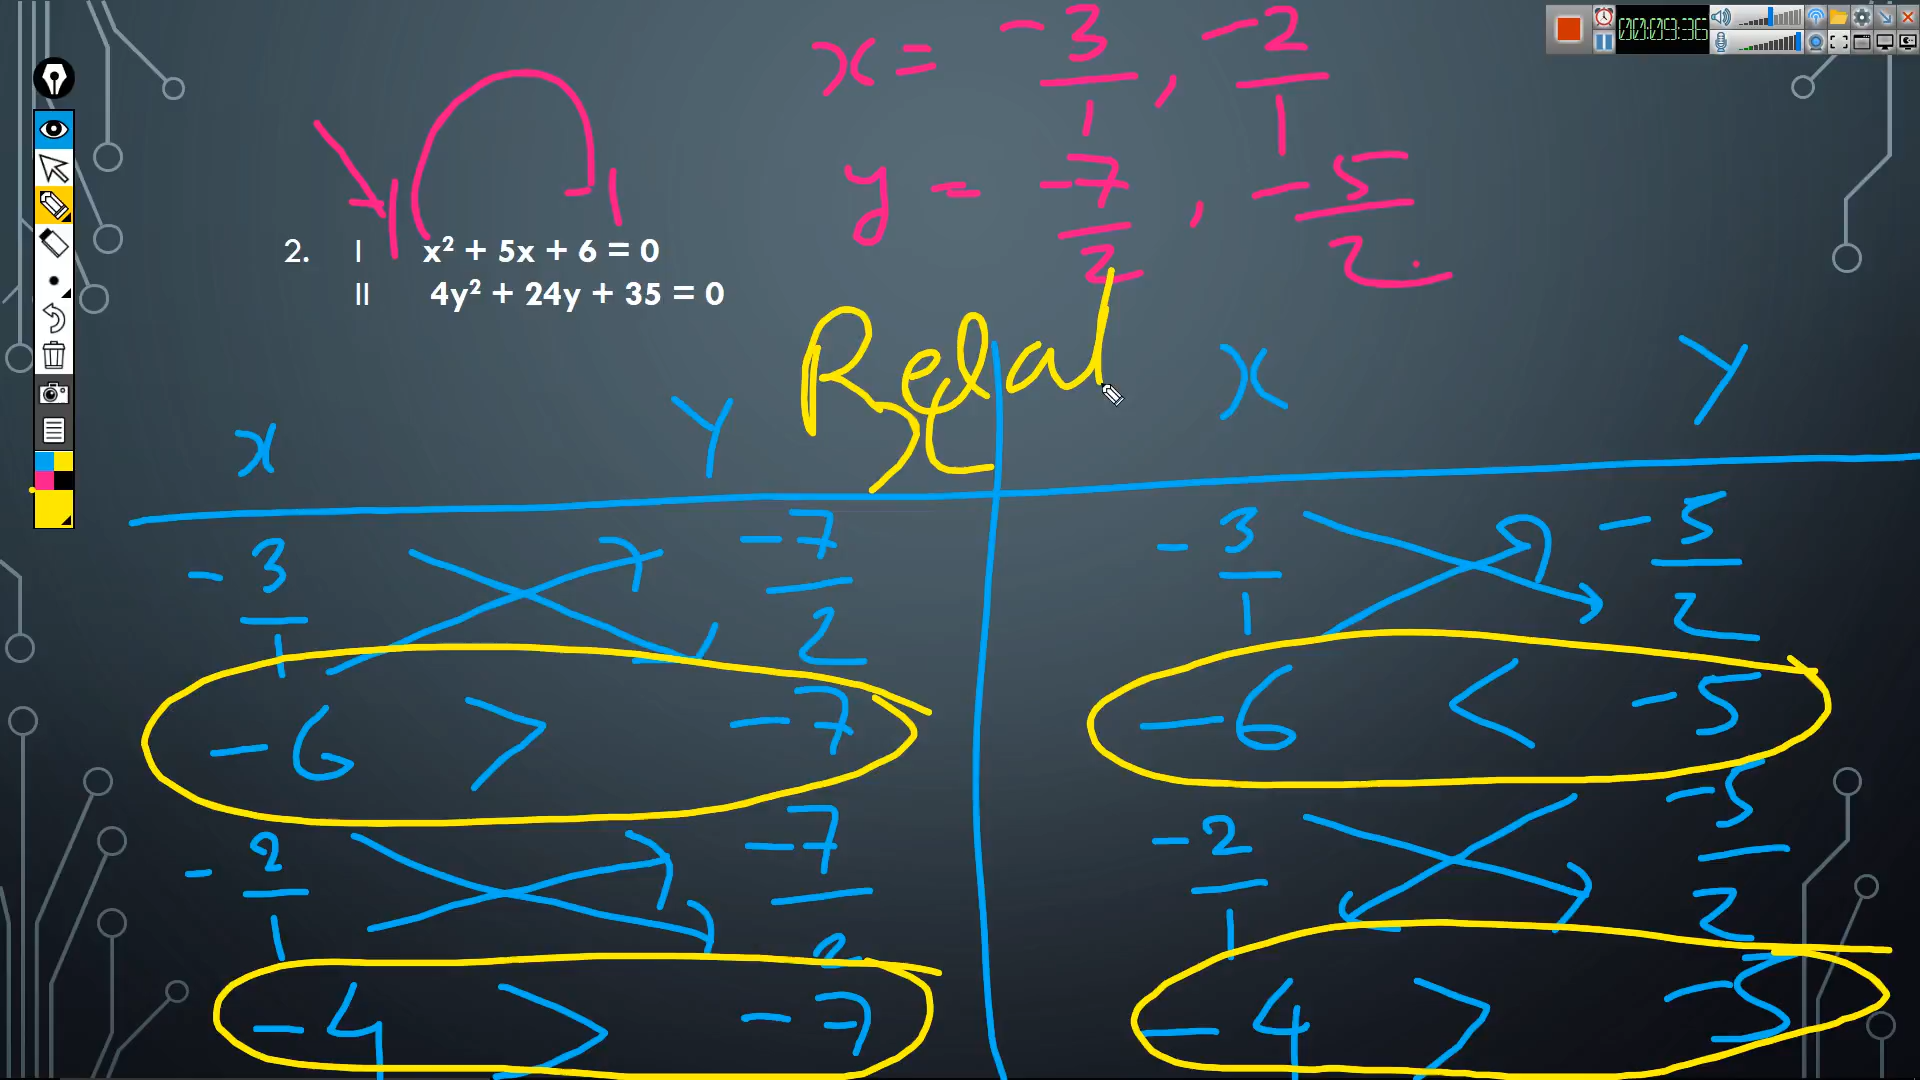 00:09:36
x = -3/1, -2/1
y = -7/2, -5/2
2. I x² + 5x + 6 = 0
II 4y² + 24y + 35 = 0
Relat
x Y
x Y
-3/1 -7/2
-6 > -7
-2/1 -7/2
-4 > -7
-3/1 -5/2
-6 < -5
-2/1 -5/2
-4 > -5